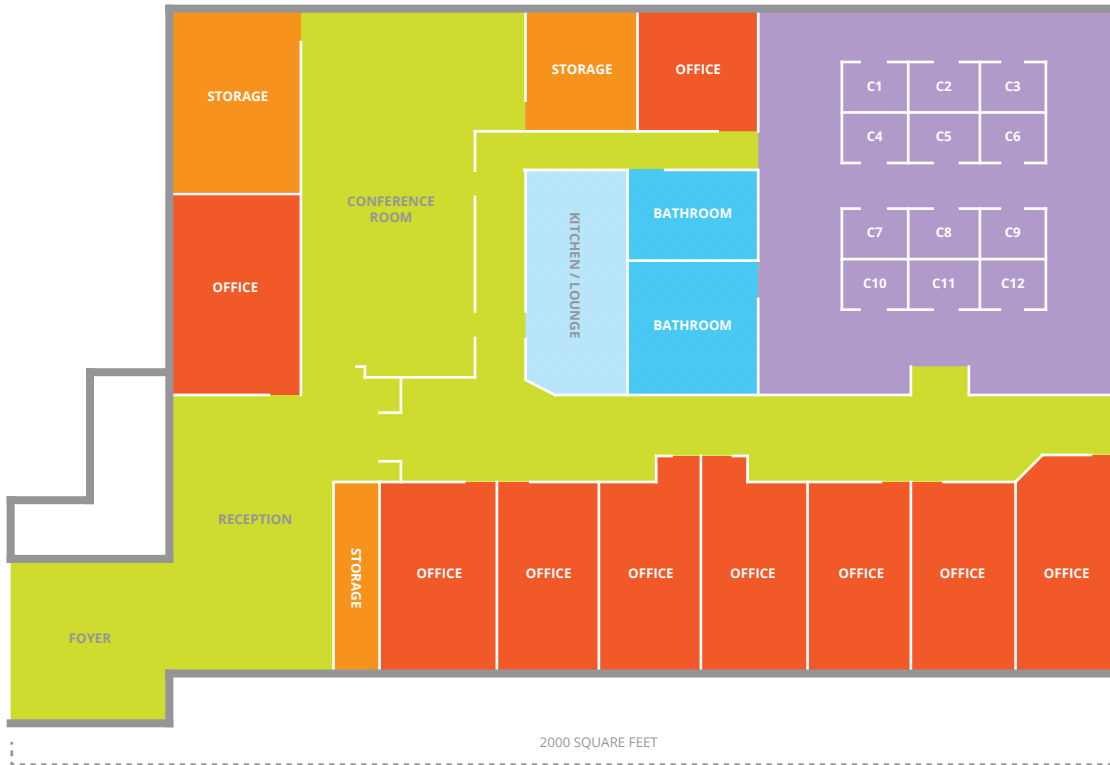 STORAGE
STORAGE
OFFICE
C1
C2
C3
C4
C5
C6
CONFERENCE
ROOM
KITCHEN / LOUNGE
BATHROOM
C7
C8
C9
OFFICE
C10
C11
C12
BATHROOM
RECEPTION
STORAGE
OFFICE
OFFICE
OFFICE
OFFICE
OFFICE
OFFICE
OFFICE
FOYER
2000 SQUARE FEET